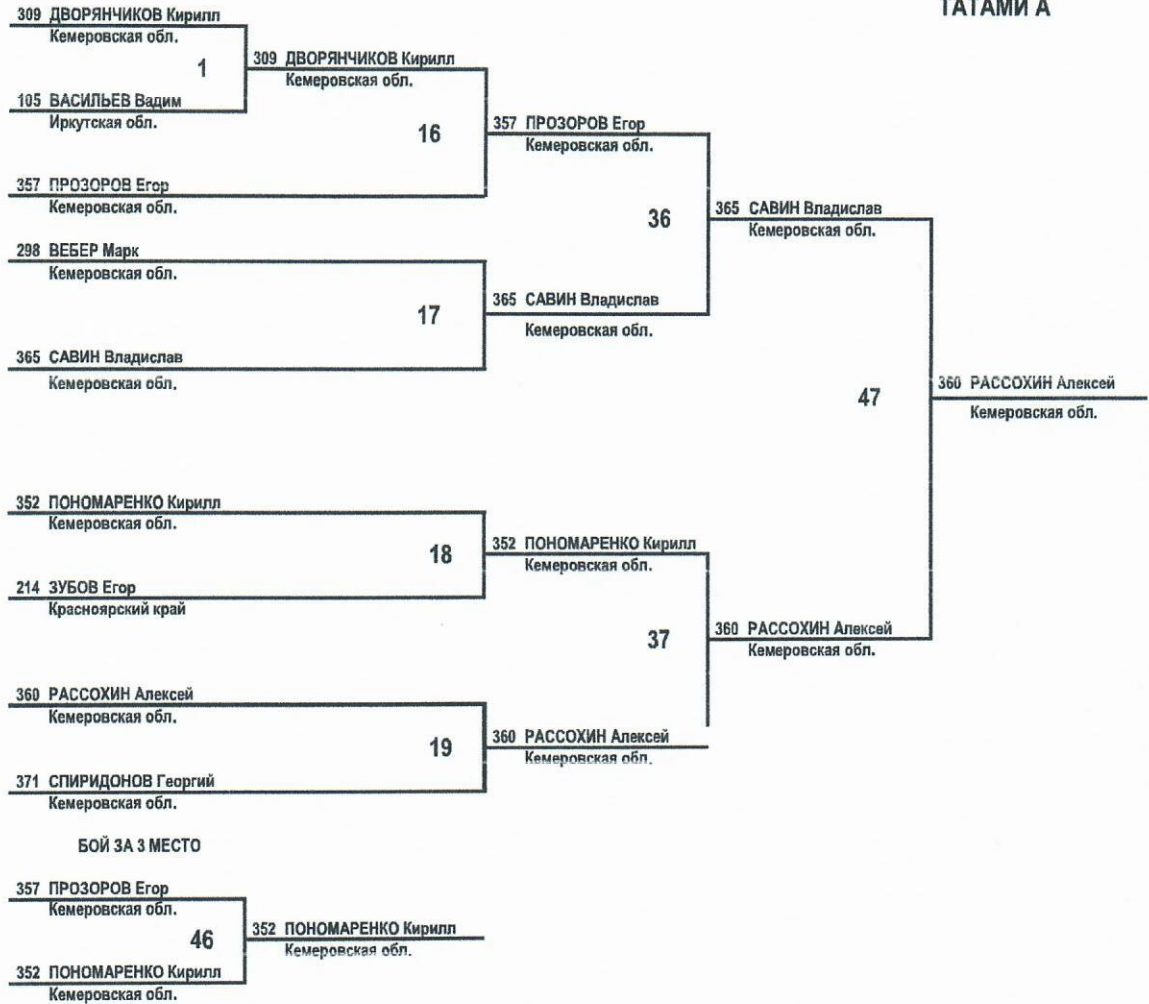 ТАТАМИ А
309 ДВОРЯНЧИКОВ Кирилл
Кемеровская обл.
1
309 ДВОРЯНЧИКОВ Кирилл
Кемеровская обл.
105 ВАСИЛЬЕВ Вадим
Иркутская обл.
16
357 ПРОЗОРОВ Егор
Кемеровская обл.
357 ПРОЗОРОВ Егор
Кемеровская обл.
36
365 САВИН Владислав
Кемеровская обл.
298 ВЕБЕР Марк
Кемеровская обл.
17
365 САВИН Владислав
Кемеровская обл.
365 САВИН Владислав
Кемеровская обл.
47
360 РАССОХИН Алексей
Кемеровская обл.
352 ПОНОМАРЕНКО Кирилл
Кемеровская обл.
18
352 ПОНОМАРЕНКО Кирилл
Кемеровская обл.
214 ЗУБОВ Егор
Красноярский край
37
360 РАССОХИН Алексей
Кемеровская обл.
360 РАССОХИН Алексей
Кемеровская обл.
19
360 РАССОХИН Алексей
Кемеровская обл.
371 СПИРИДОНОВ Георгий
Кемеровская обл.
БОЙ ЗА 3 МЕСТО
357 ПРОЗОРОВ Егор
Кемеровская обл.
46
352 ПОНОМАРЕНКО Кирилл
Кемеровская обл.
352 ПОНОМАРЕНКО Кирилл
Кемеровская обл.